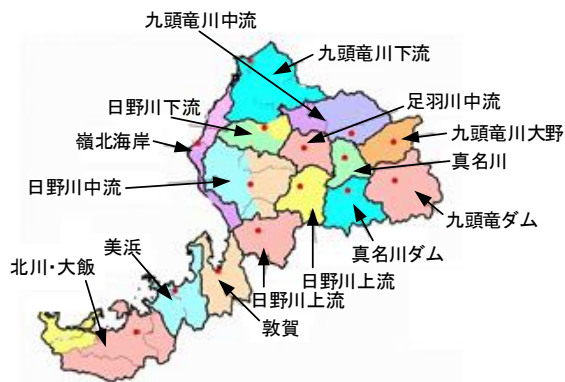 九頭竜川中流
九頭竜川下流
足羽川中流
日野川下流
九頭竜川大野
嶺北海岸
真名川
日野川中流
九頭竜ダム
真名川ダム
美浜
日野川上流
北川・大飯
日野川上流
敦賀